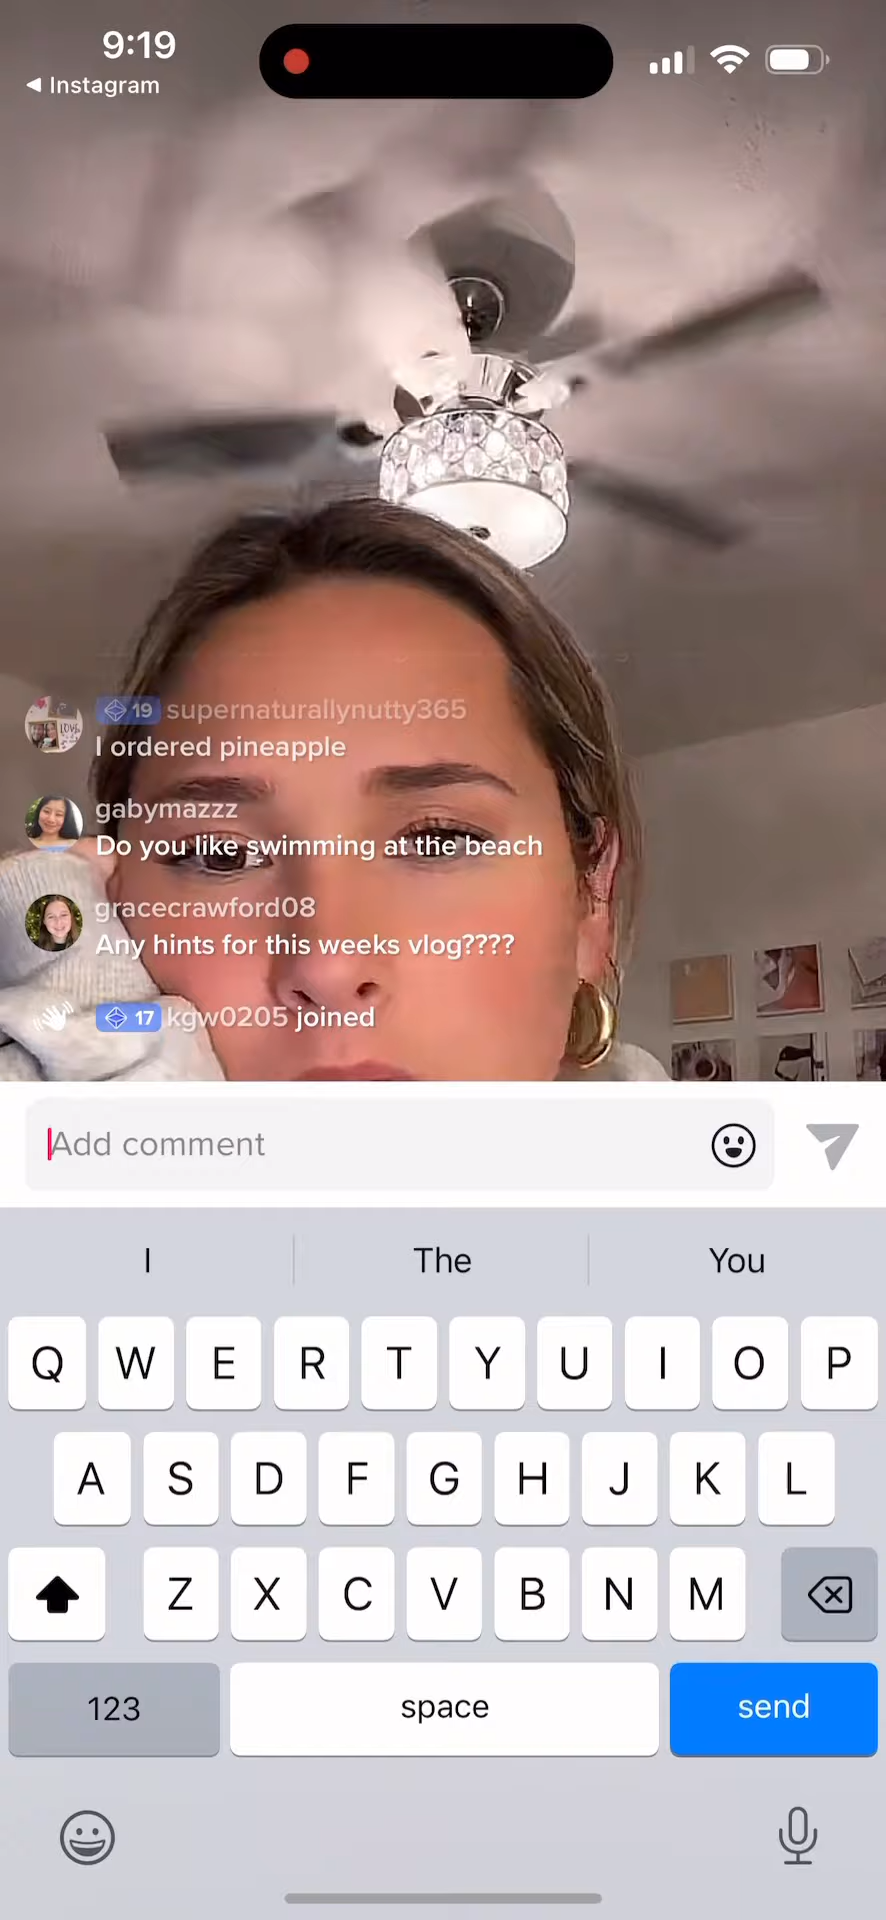 9:19
◀ Instagram
19 supernaturallynutty365
I ordered pineapple
gabymazzz
Do you like swimming at the beach
gracecrawford08
Any hints for this weeks vlog????
17 kgw0205 joined
Add comment
I The You
Q W E R T Y U I O P
A S D F G H J K L
Z X C V B N M
123 space send